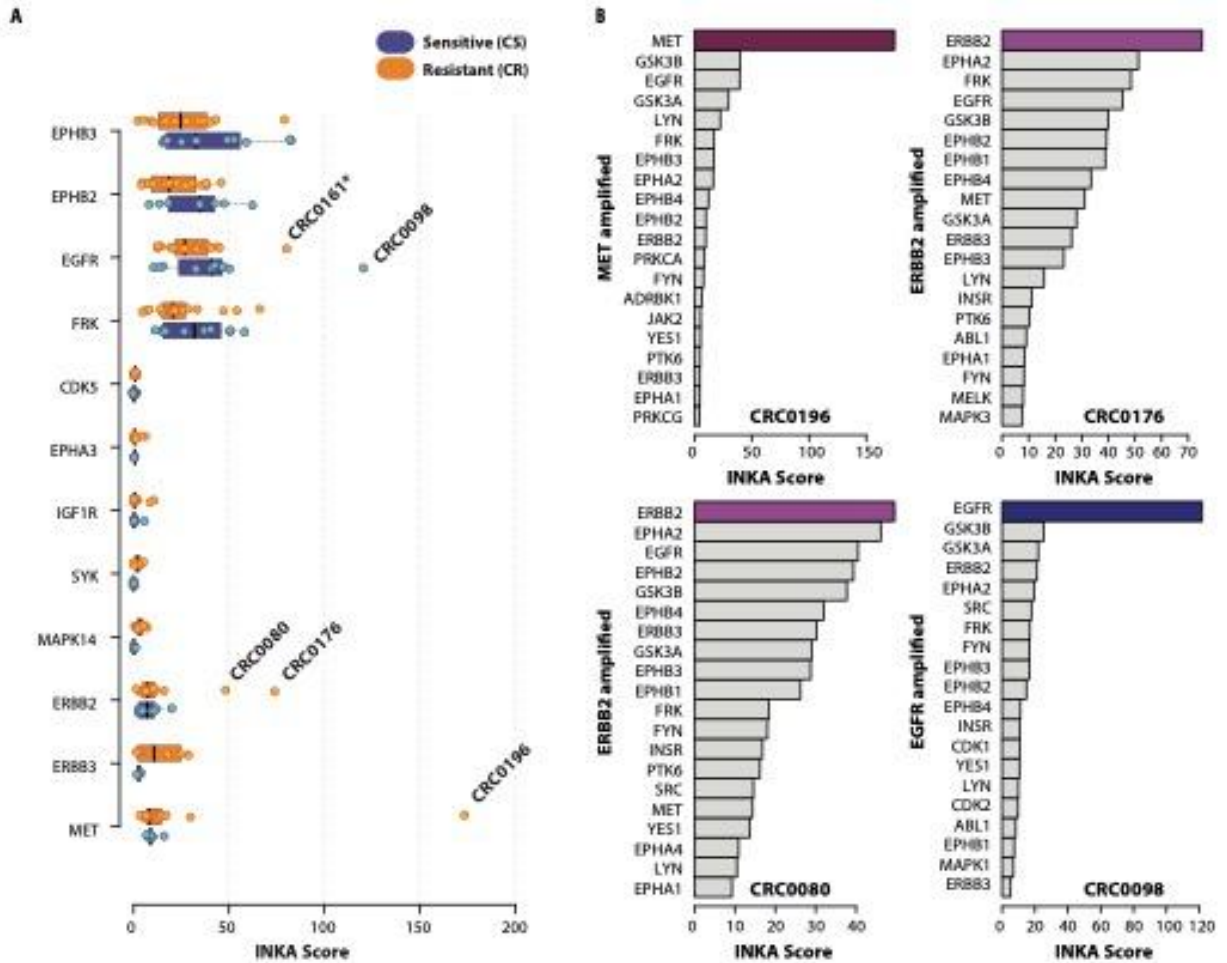 A
Sensitive (CS)
Resistant (CR)
EPHB3
EPHB2
EGFR
FRK
CDK5
EPHA3
IGF1R
SYK
MAPK14
ERBB2
ERBB3
MET
CRC0161*
CRC0098
CRC0080
CRC0176
CRC0196
0 50 100 150 200
INKA Score
B
MET amplified
MET
GSK3B
EGFR
GSK3A
LYN
FRK
EPHB3
EPHA2
EPHB4
EPHB2
ERBB2
PRKCA
FYN
ADRBK1
JAK2
YES1
PTK6
ERBB3
EPHA1
PRKCG
CRC0196
0 50 100 150
INKA Score
ERBB2 amplified
ERBB2
EPHA2
FRK
EGFR
GSK3B
EPHB2
EPHB1
EPHB4
MET
GSK3A
ERBB3
EPHB3
LYN
INSR
PTK6
ABL1
EPHA1
FYN
MELK
MAPK3
CRC0176
0 10 20 30 40 50 60 70
INKA Score
ERBB2 amplified
ERBB2
EPHA2
EGFR
EPHB2
GSK3B
EPHB4
ERBB3
GSK3A
EPHB3
EPHB1
FRK
FYN
INSR
PTK6
SRC
MET
YES1
EPHA4
LYN
EPHA1
CRC0080
0 10 20 30 40
INKA Score
EGFR amplified
EGFR
GSK3B
GSK3A
ERBB2
EPHA2
SRC
FRK
FYN
EPHB3
EPHB2
EPHB4
INSR
CDK1
YES1
LYN
CDK2
ABL1
EPHB1
MAPK1
ERBB3
CRC0098
0 20 40 60 80 100 120
INKA Score